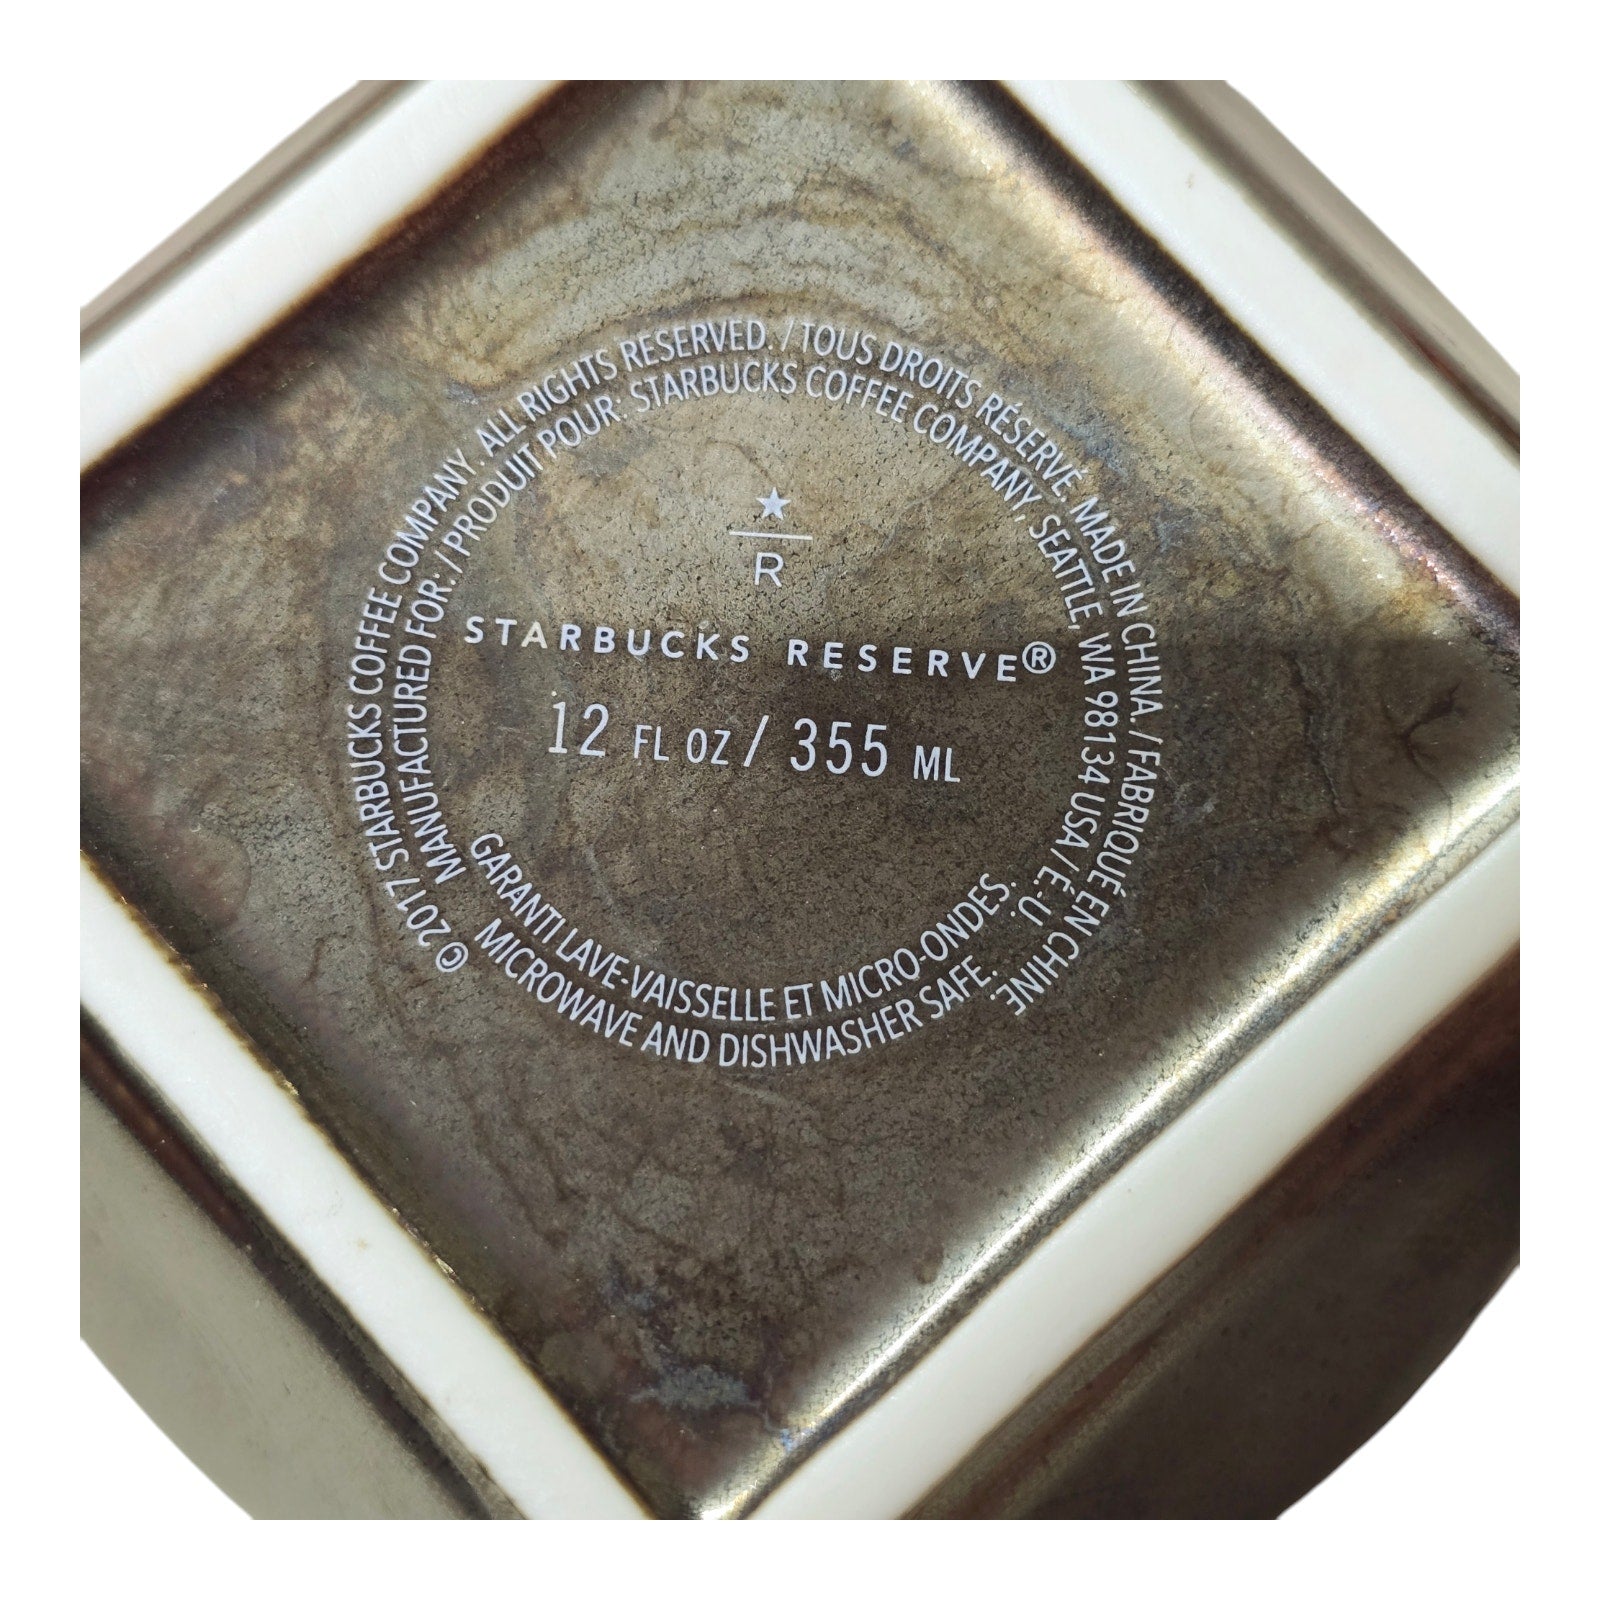 © 2017 STARBUCKS COFFEE COMPANY. ALL RIGHTS RESERVED. / TOUS DROITS RÉSERVÉ. MADE IN CHINA. / FABRIQUÉ EN CHINE.
MANUFACTURED FOR: / PRODUIT POUR: STARBUCKS COFFEE COMPANY, SEATTLE, WA 98134 USA / É. U.
R
STARBUCKS RESERVE®
12 FL OZ / 355 ML
GARANTI LAVE-VAISSELLE ET MICRO-ONDES.
MICROWAVE AND DISHWASHER SAFE.